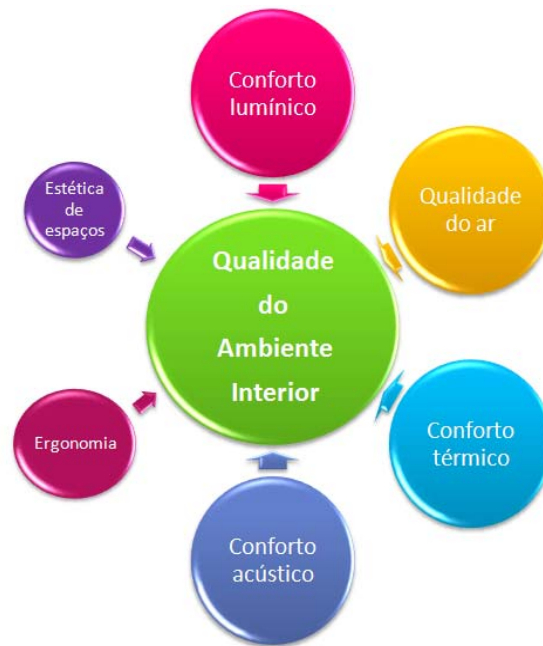 Conforto
lumínico
Estética
de
espaços
Qualidade
do ar
Qualidade
do
Ambiente
Interior
Ergonomia
Conforto
térmico
Conforto
acústico